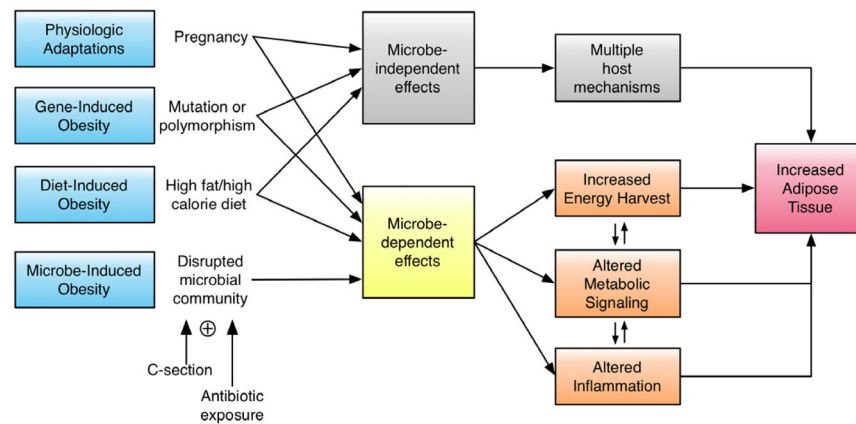 Physiologic
Adaptations
Pregnancy
Microbe-
independent
effects
Multiple
host
mechanisms
Gene-Induced
Obesity
Mutation or
polymorphism
Diet-Induced
Obesity
High fat/high
calorie diet
Microbe-
dependent
effects
Increased
Energy Harvest
Increased
Adipose
Tissue
Microbe-Induced
Obesity
Disrupted
microbial
community
Altered
Metabolic
Signaling
C-section
Antibiotic
exposure
Altered
Inflammation